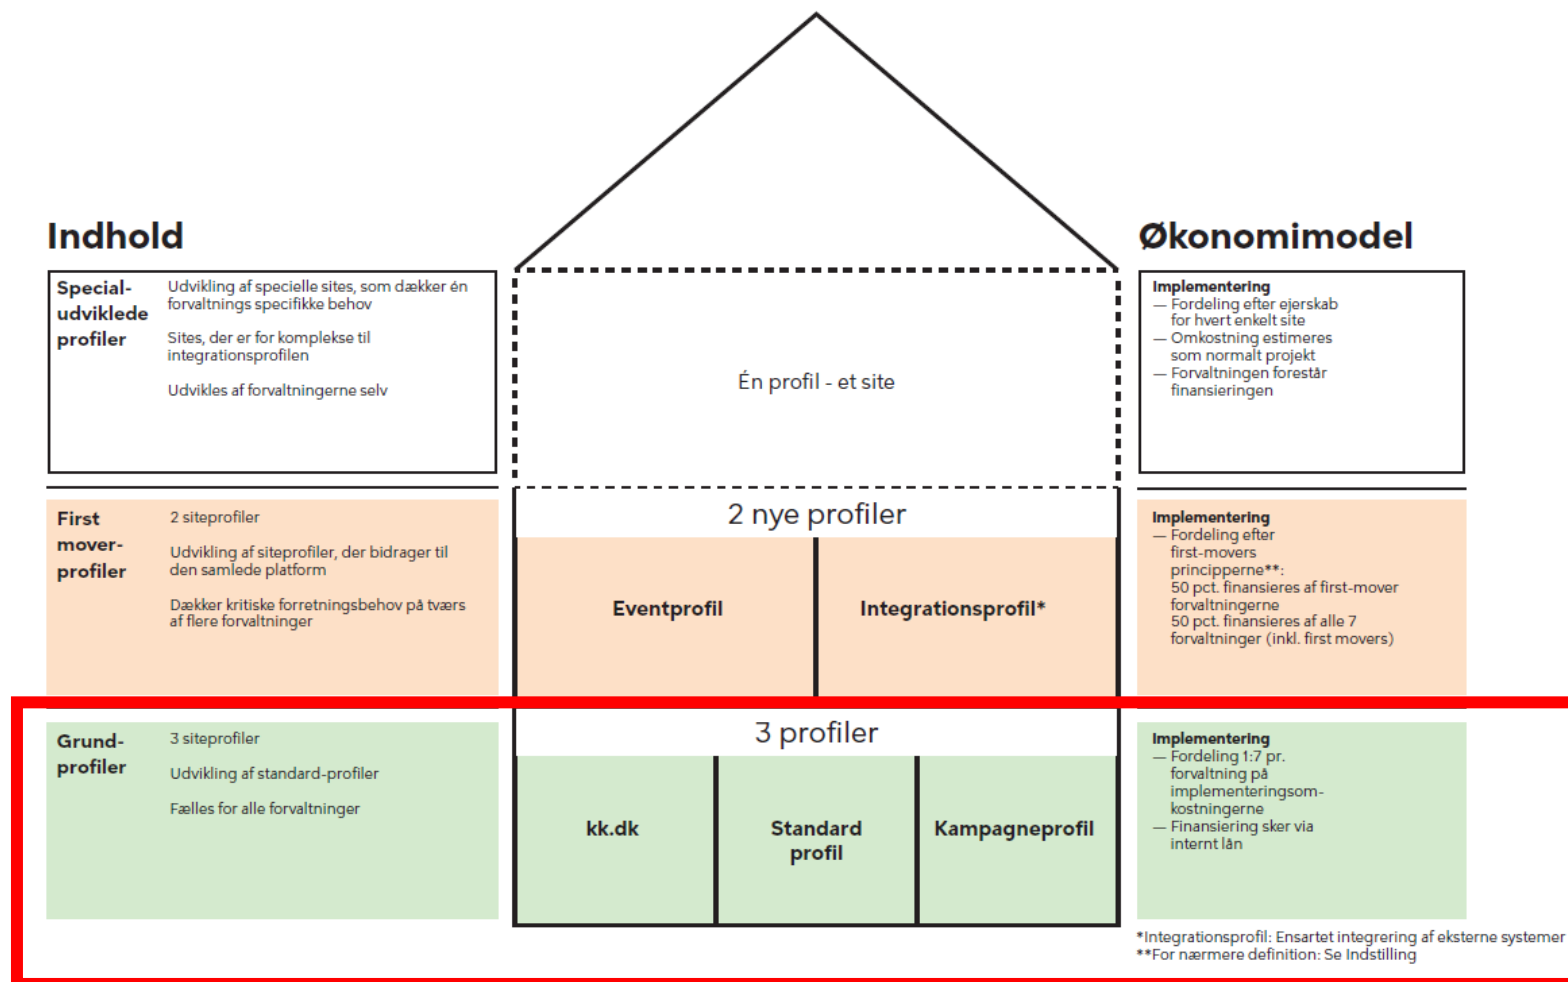 Indhold
Special-
udviklede
profiler
Udvikling af specielle sites, som dækker én
forvaltnings specifikke behov
Sites, der er for komplekse til
integrationsprofilen
Udvikles af forvaltningerne selv
Én profil - et site
Økonomimodel
Implementering
— Fordeling efter ejerskab
for hvert enkelt site
— Omkostning estimeres
som normalt projekt
— Forvaltningen forestår
finansieringen
First
mover-
profiler
2 siteprofiler
Udvikling af siteprofiler, der bidrager til
den samlede platform
Dækker kritiske forretningsbehov på tværs
af flere forvaltninger
2 nye profiler
Eventprofil
Integrationsprofil*
Implementering
— Fordeling efter
first-movers
principperne**:
50 pct. finansieres af first-mover
forvaltningerne
50 pct. finansieres af alle 7
forvaltninger (inkl. first movers)
Grund-
profiler
3 siteprofiler
Udvikling af standard-profiler
Fælles for alle forvaltninger
3 profiler
kk.dk
Standard
profil
Kampagneprofil
Implementering
— Fordeling 1:7 pr.
forvaltning på
implementeringsom-
kostningerne
— Finansiering sker via
internt lån
*Integrationsprofil: Ensartet integrering af eksterne systemer
**For nærmere definition: Se Indstilling